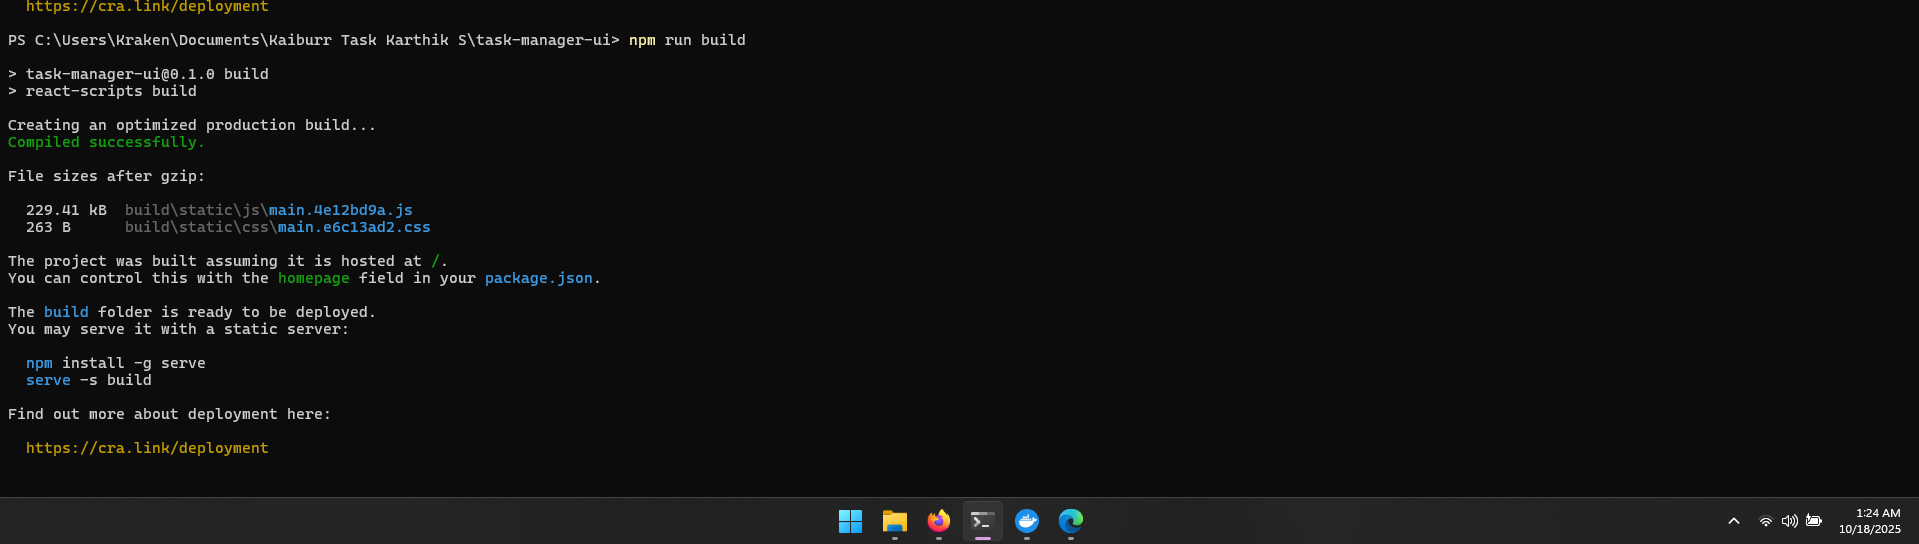 https://cra.link/deployment
PS C:\Users\Kraken\Documents\Kaiburr Task Karthik S\task-manager-ui> npm run build
> task-manager-ui@0.1.0 build
> react-scripts build
Creating an optimized production build...
Compiled successfully.
File sizes after gzip:
229.41 kB  build\static\js\main.4e12bd9a.js
263 B      build\static\css\main.e6c13ad2.css
The project was built assuming it is hosted at /.
You can control this with the homepage field in your package.json.
The build folder is ready to be deployed.
You may serve it with a static server:
npm install -g serve
serve -s build
Find out more about deployment here:
https://cra.link/deployment
1:24 AM
10/18/2025